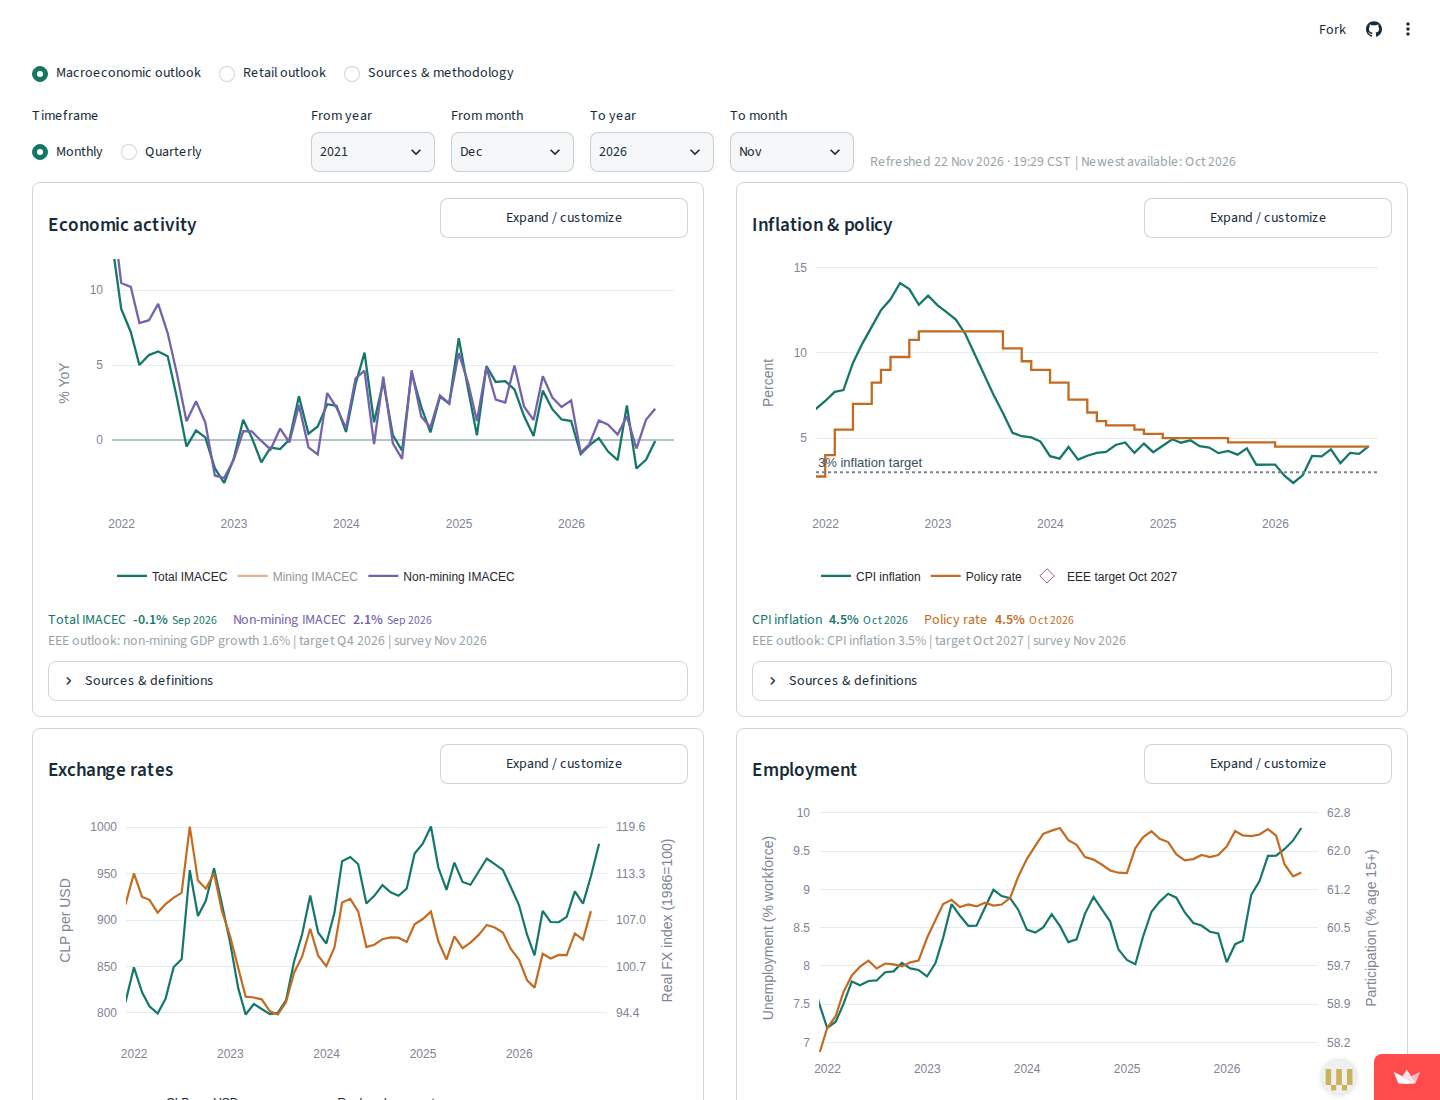 Fork
Macroeconomic outlook Retail outlook Sources & methodology
Timeframe From year From month To year To month
Monthly Quarterly 2021 Dec 2026 Nov
Refreshed 22 Nov 2026 · 19:29 CST | Newest available: Oct 2026
Economic activity
Expand / customize
10
5
0
% YoY
2022 2023 2024 2025 2026
Total IMACEC Mining IMACEC Non-mining IMACEC
Total IMACEC -0.1% Sep 2026 Non-mining IMACEC 2.1% Sep 2026
EEE outlook: non-mining GDP growth 1.6% | target Q4 2026 | survey Nov 2026
Sources & definitions
Inflation & policy
Expand / customize
15
10
5
Percent
3% inflation target
2022 2023 2024 2025 2026
CPI inflation Policy rate EEE target Oct 2027
CPI inflation 4.5% Oct 2026 Policy rate 4.5% Oct 2026
EEE outlook: CPI inflation 3.5% | target Oct 2027 | survey Nov 2026
Sources & definitions
Exchange rates
Expand / customize
1000 119.6
950 113.3
900 107.0
850 100.7
800 94.4
CLP per USD
Real FX index (1986=100)
2022 2023 2024 2025 2026
Employment
Expand / customize
10 62.8
9.5 62.0
9 61.2
8.5 60.5
8 59.7
7.5 58.9
7 58.2
Unemployment (% workforce)
Participation (% age 15+)
2022 2023 2024 2025 2026